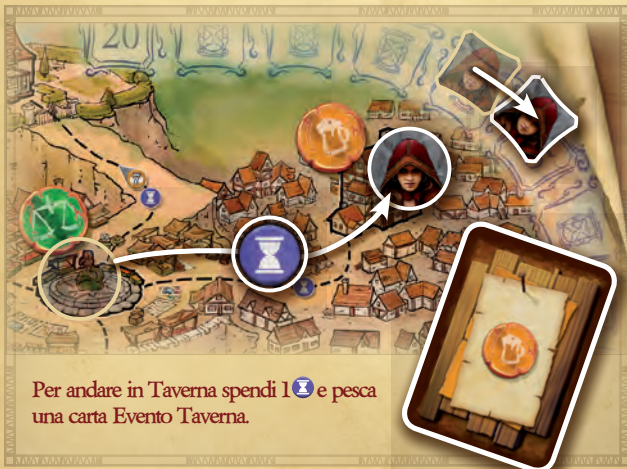 20
Per andare in Taverna spendi 1 e pesca
una carta Evento Taverna.